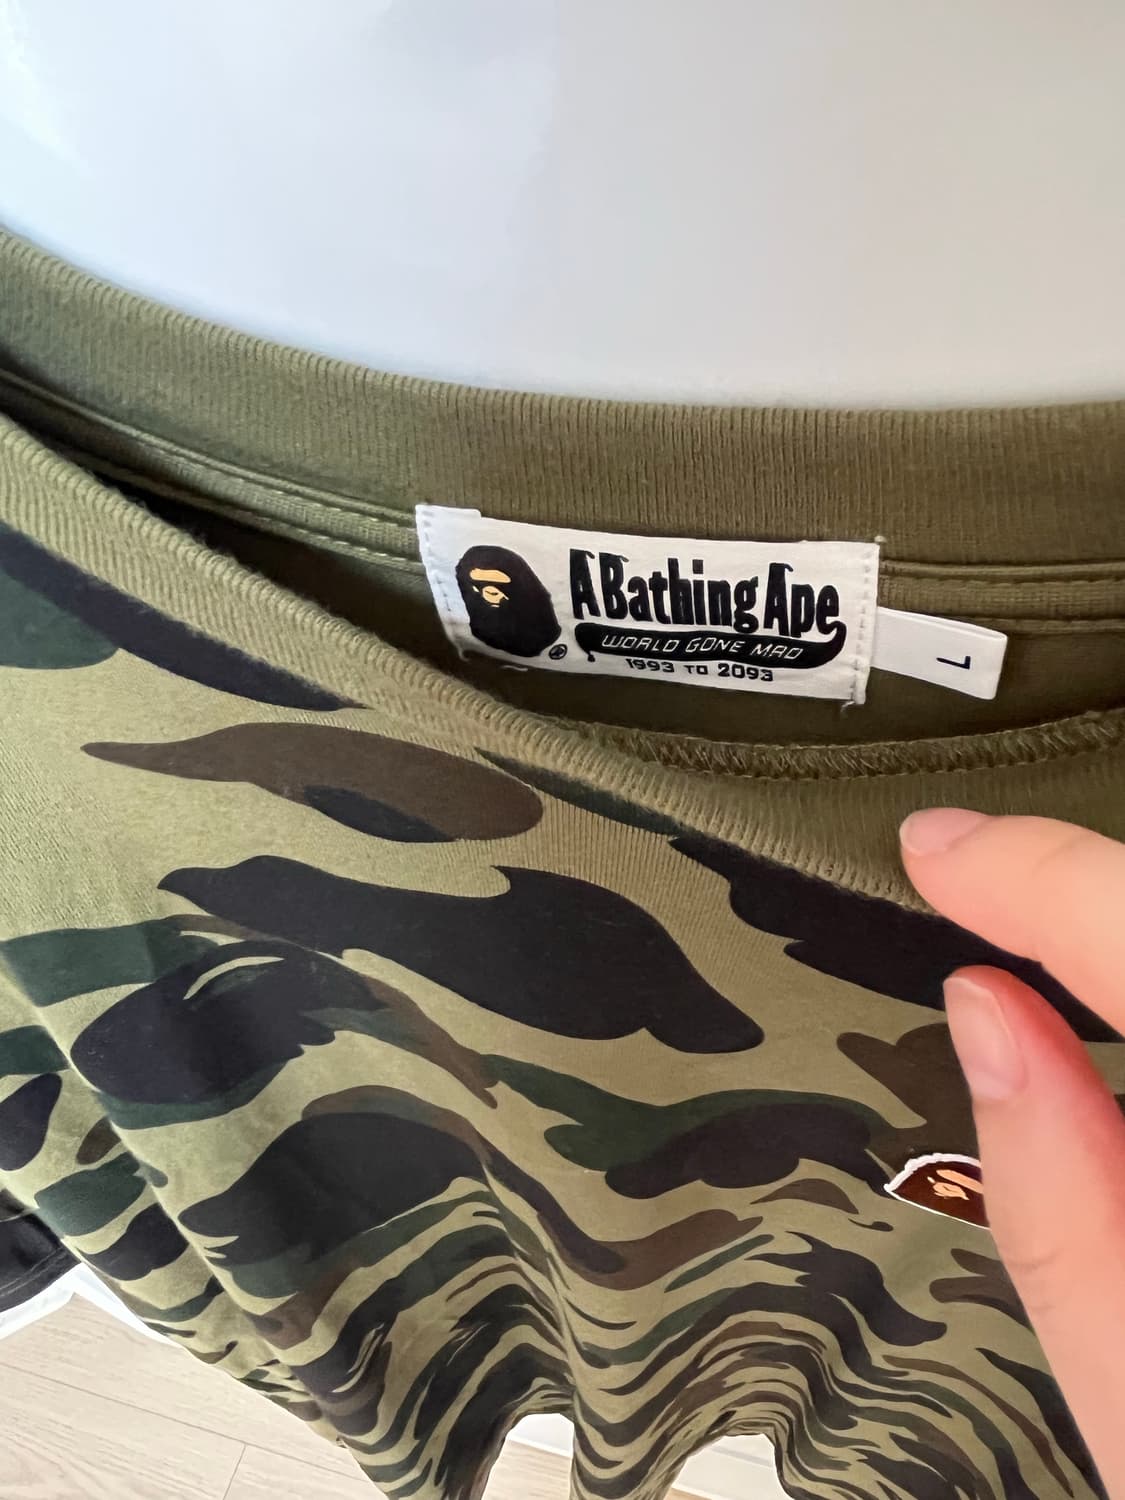 A Bathing Ape
®
WORLD GONE MAD
1993 TO 2093
L